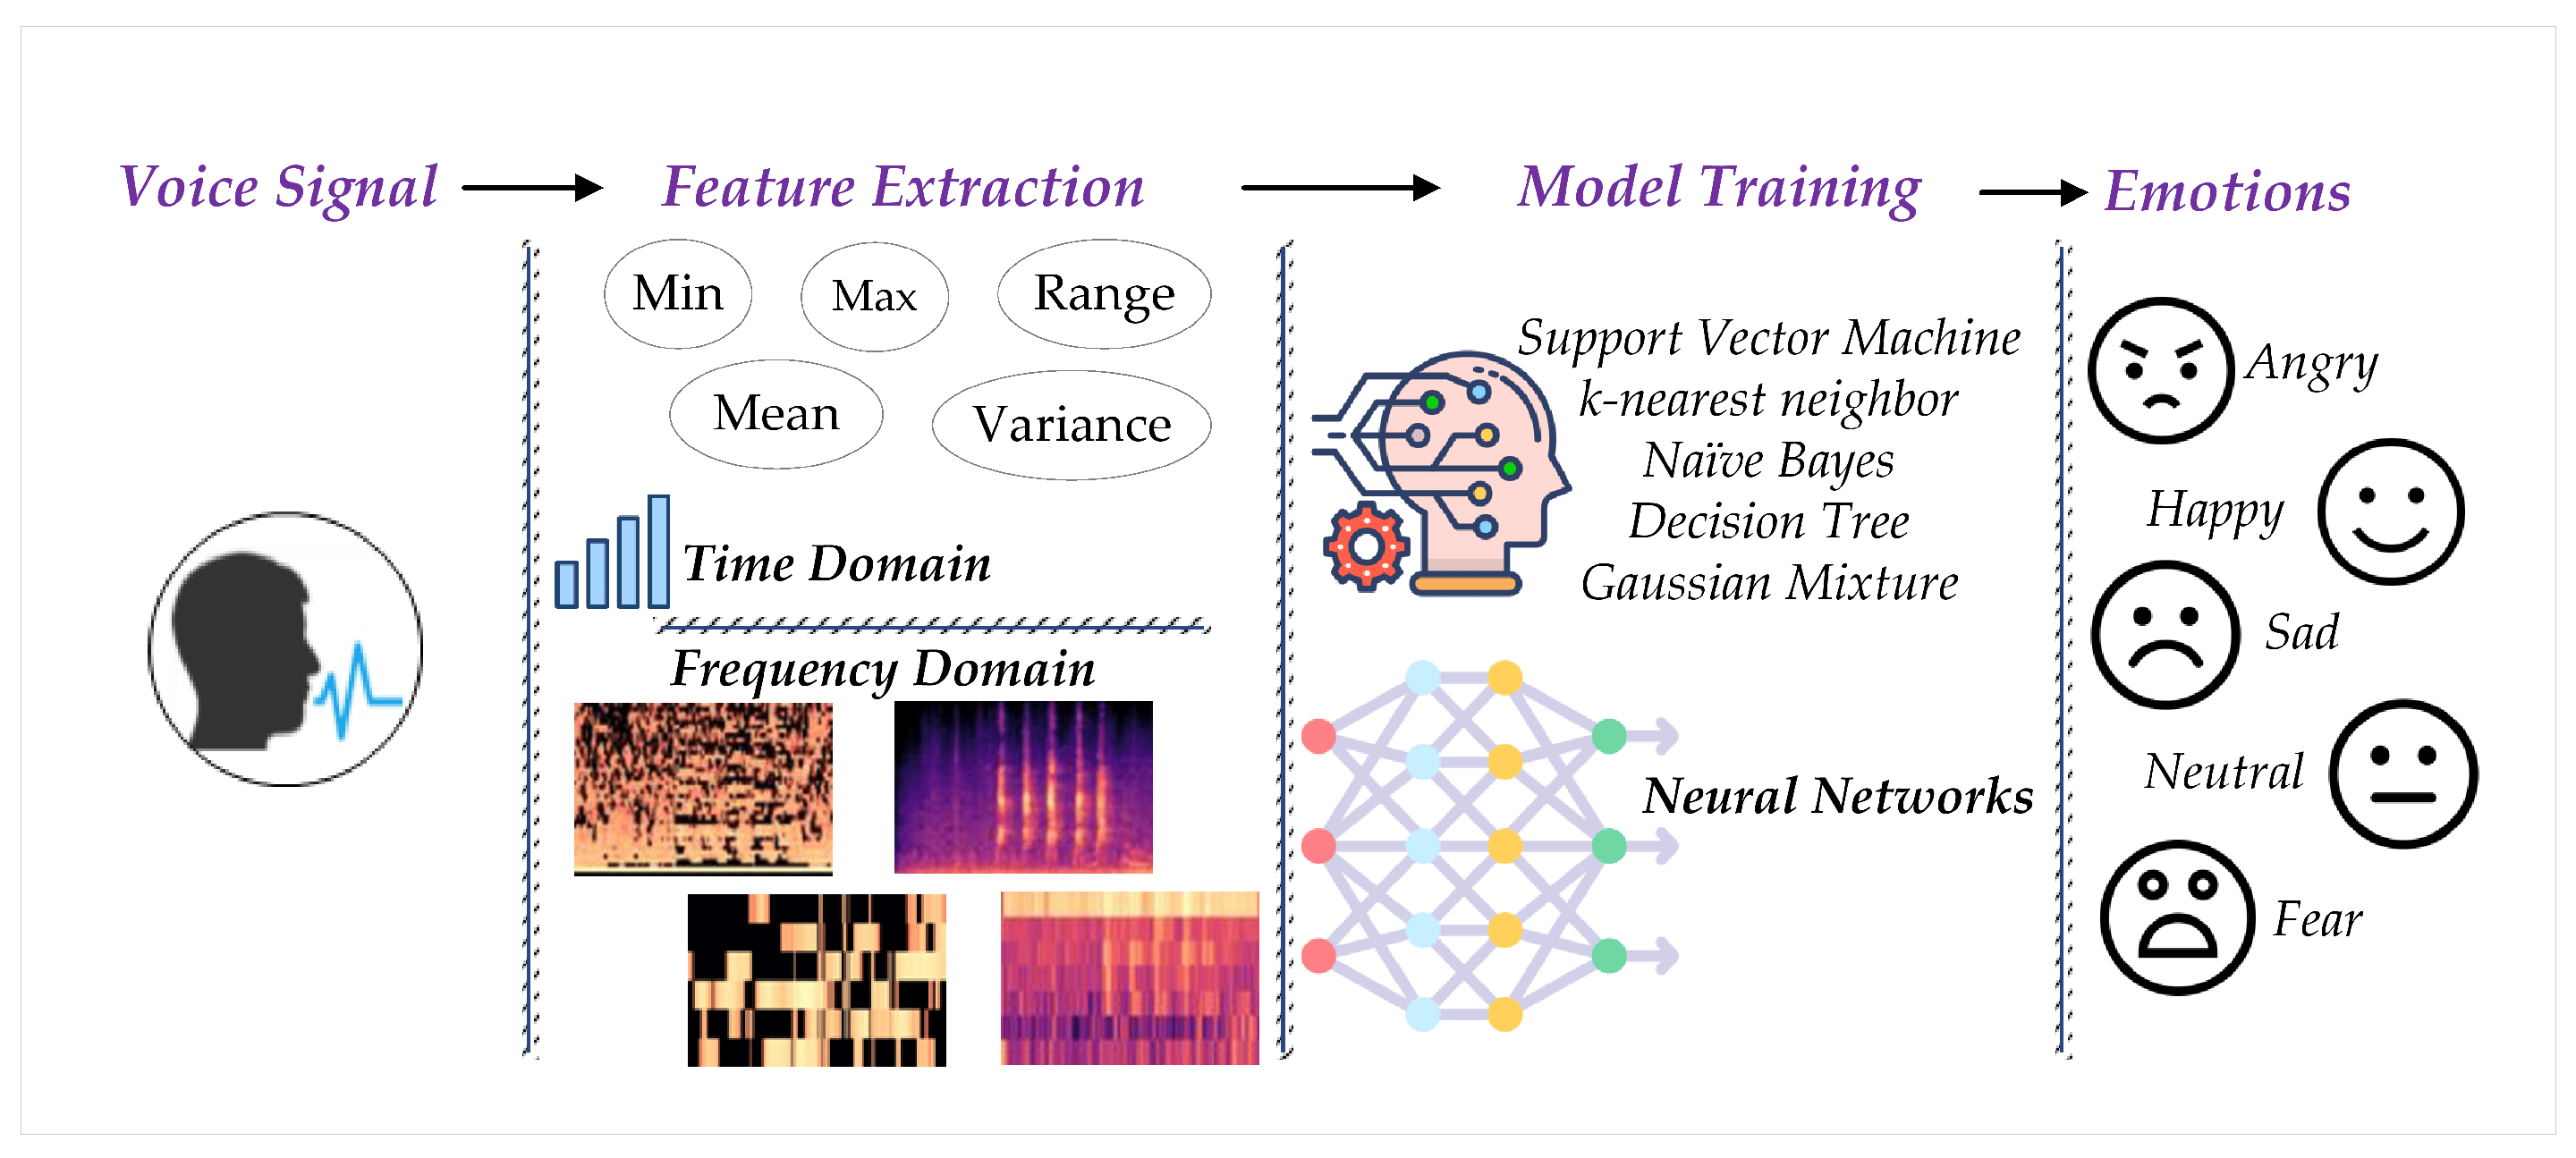 Voice Signal
Feature Extraction
Model Training
Emotions
Min
Max
Range
Mean
Variance
Time Domain
Frequency Domain
Support Vector Machine
k-nearest neighbor
Naïve Bayes
Decision Tree
Gaussian Mixture
Neural Networks
Angry
Happy
Sad
Neutral
Fear